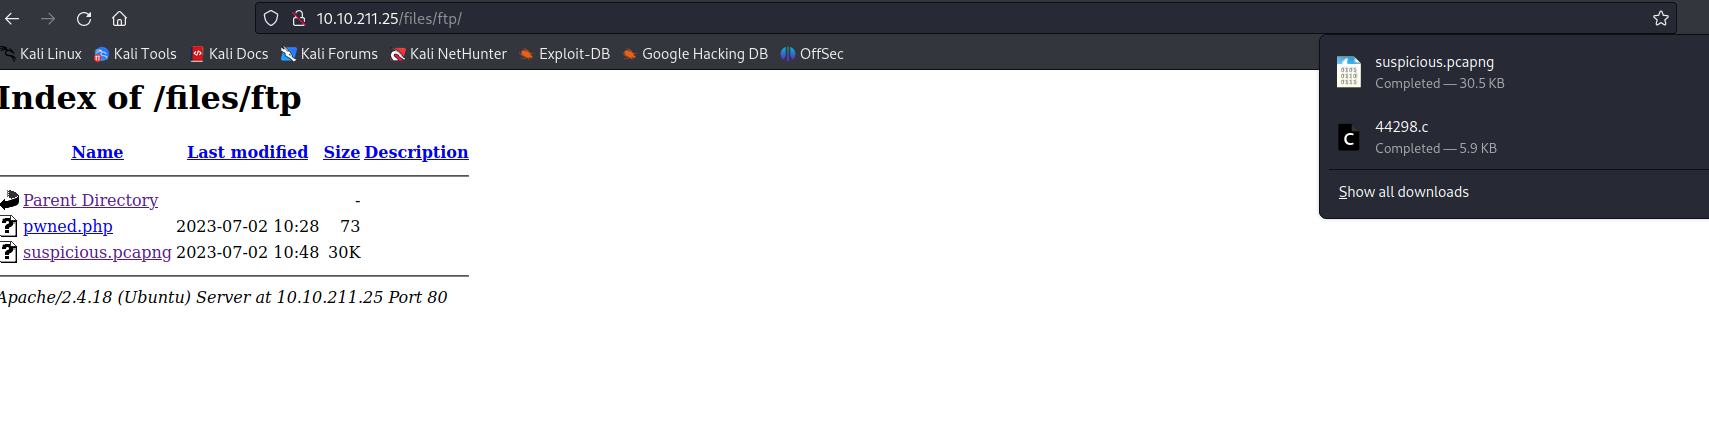 10.10.211.25/files/ftp/
Kali Linux Kali Tools Kali Docs Kali Forums Kali NetHunter Exploit-DB Google Hacking DB OffSec
suspicious.pcapng
Completed — 30.5 KB
44298.c
Completed — 5.9 KB
Show all downloads
Index of /files/ftp
Name Last modified Size Description
Parent Directory -
pwned.php 2023-07-02 10:28 73
suspicious.pcapng 2023-07-02 10:48 30K
Apache/2.4.18 (Ubuntu) Server at 10.10.211.25 Port 80